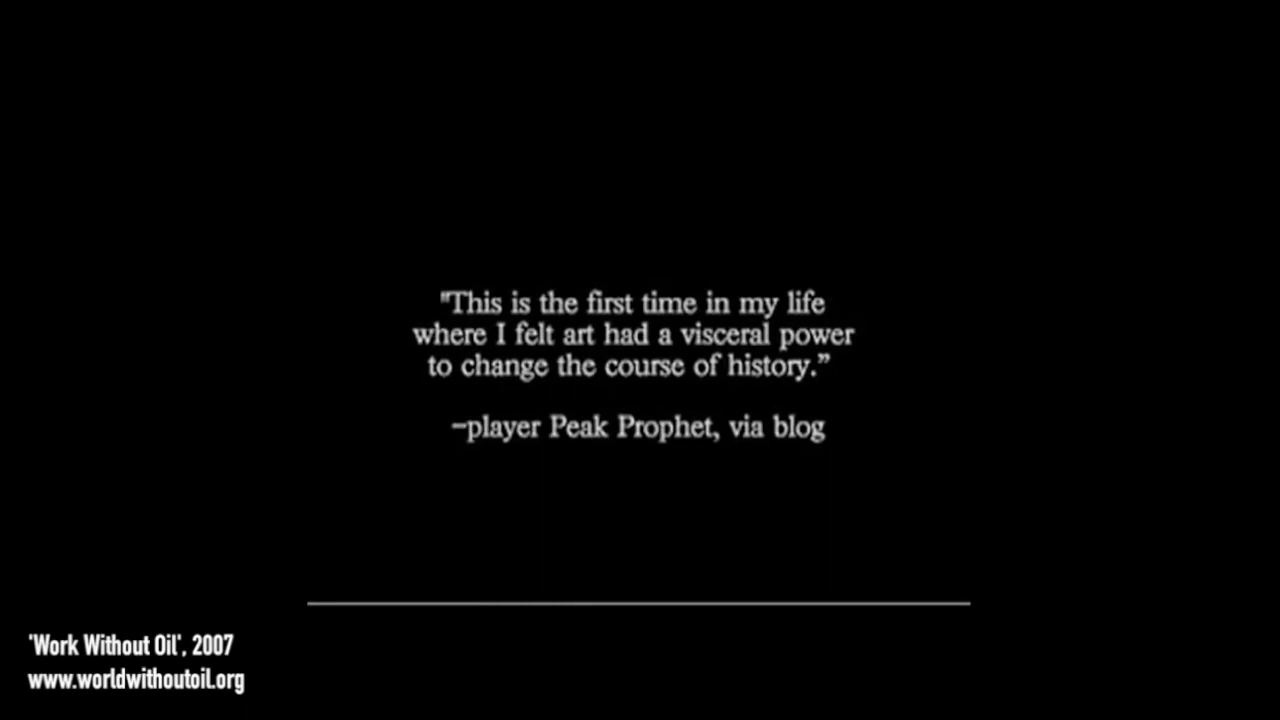 "This is the first time in my life
where I felt art had a visceral power
to change the course of history.”
–player Peak Prophet, via blog
'Work Without Oil', 2007
www.worldwithoutoil.org